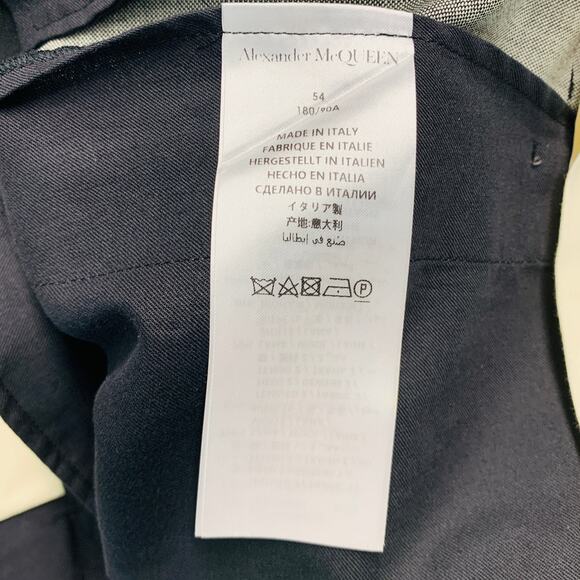 Alexander McQUEEN
54
180/90A
MADE IN ITALY
FABRIQUE EN ITALIE
HERGESTELLT IN ITALIEN
HECHO EN ITALIA
СДЕЛАНО В ИТАЛИИ
イタリア製
产地:意大利
صنع في إيطاليا
P